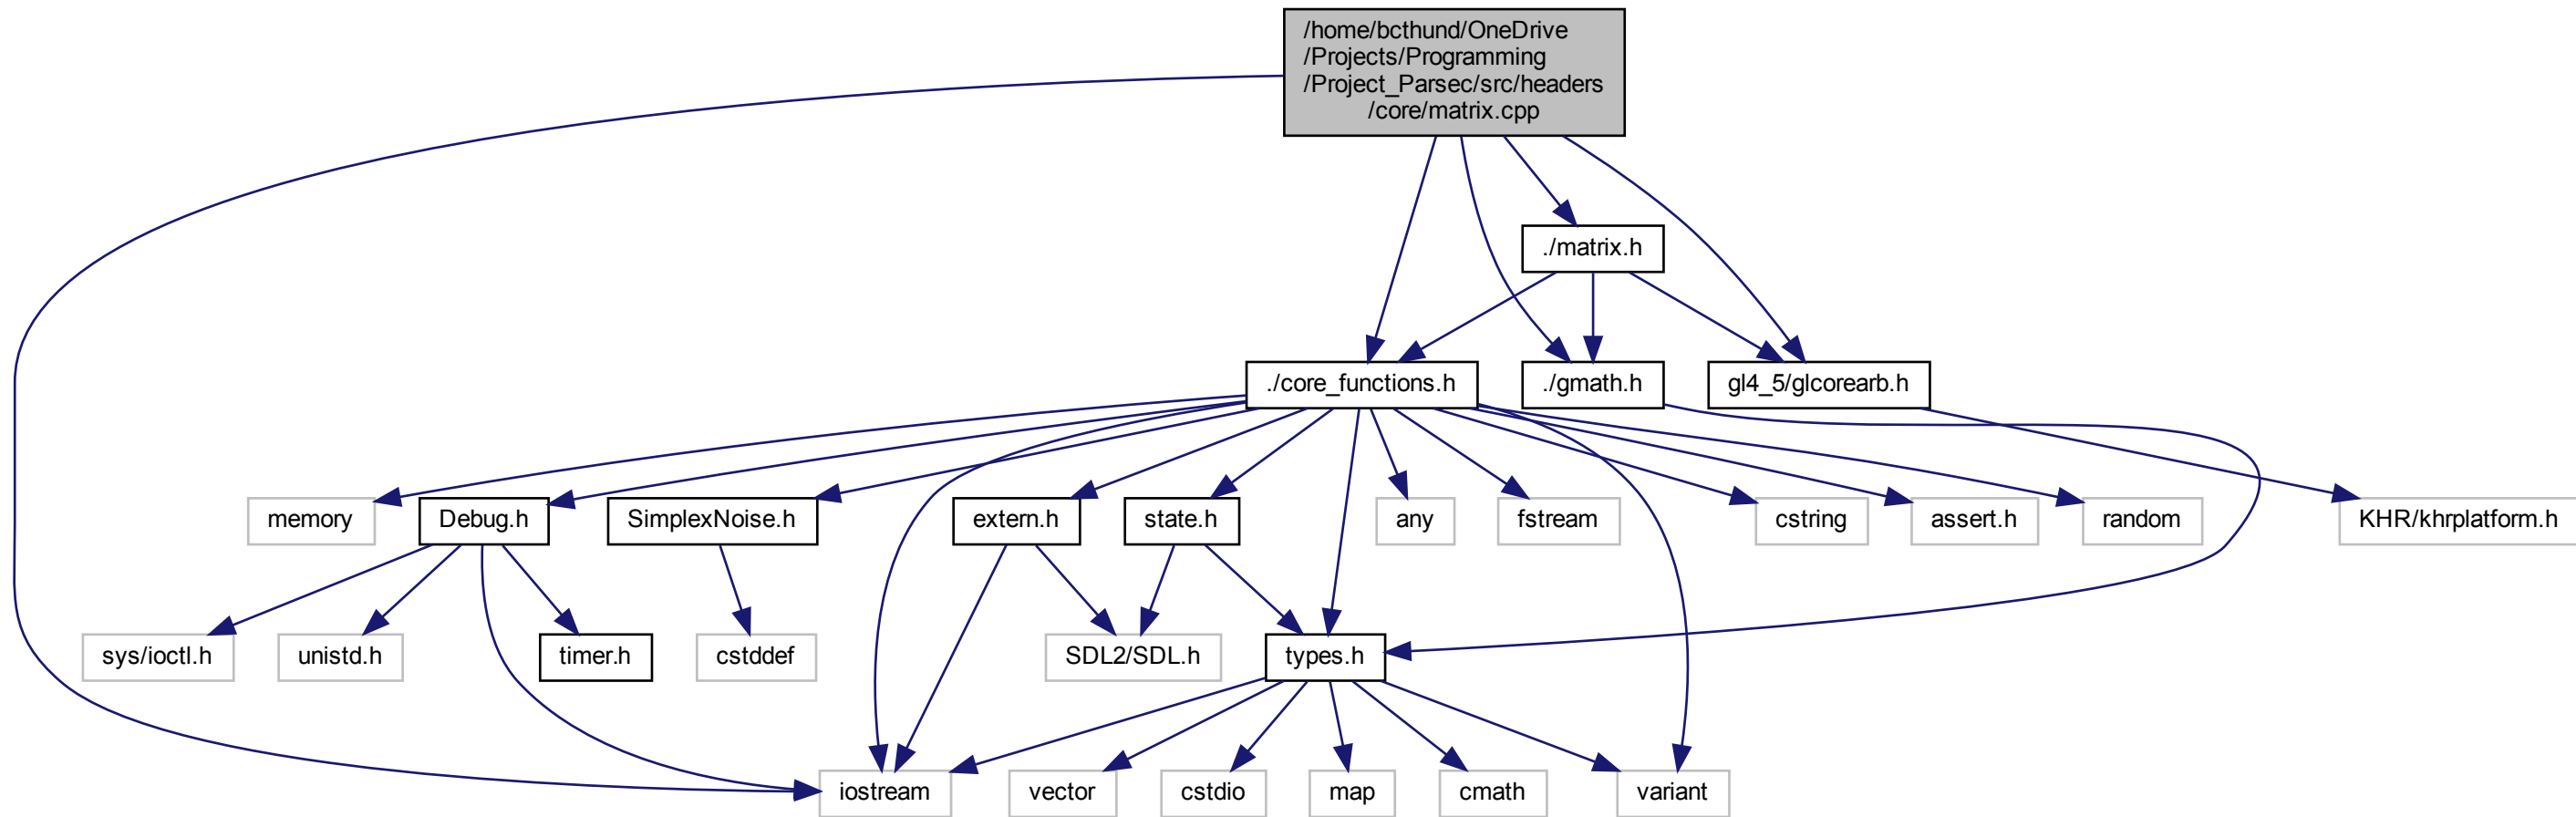 /home/bcthund/OneDrive
/Projects/Programming
/Project_Parsec/src/headers
/core/matrix.cpp
./matrix.h
./core_functions.h
./gmath.h
gl4_5/glcorearb.h
memory
Debug.h
SimplexNoise.h
extern.h
state.h
any
fstream
cstring
assert.h
random
KHR/khrplatform.h
sys/ioctl.h
unistd.h
timer.h
cstddef
SDL2/SDL.h
types.h
iostream
vector
cstdio
map
cmath
variant